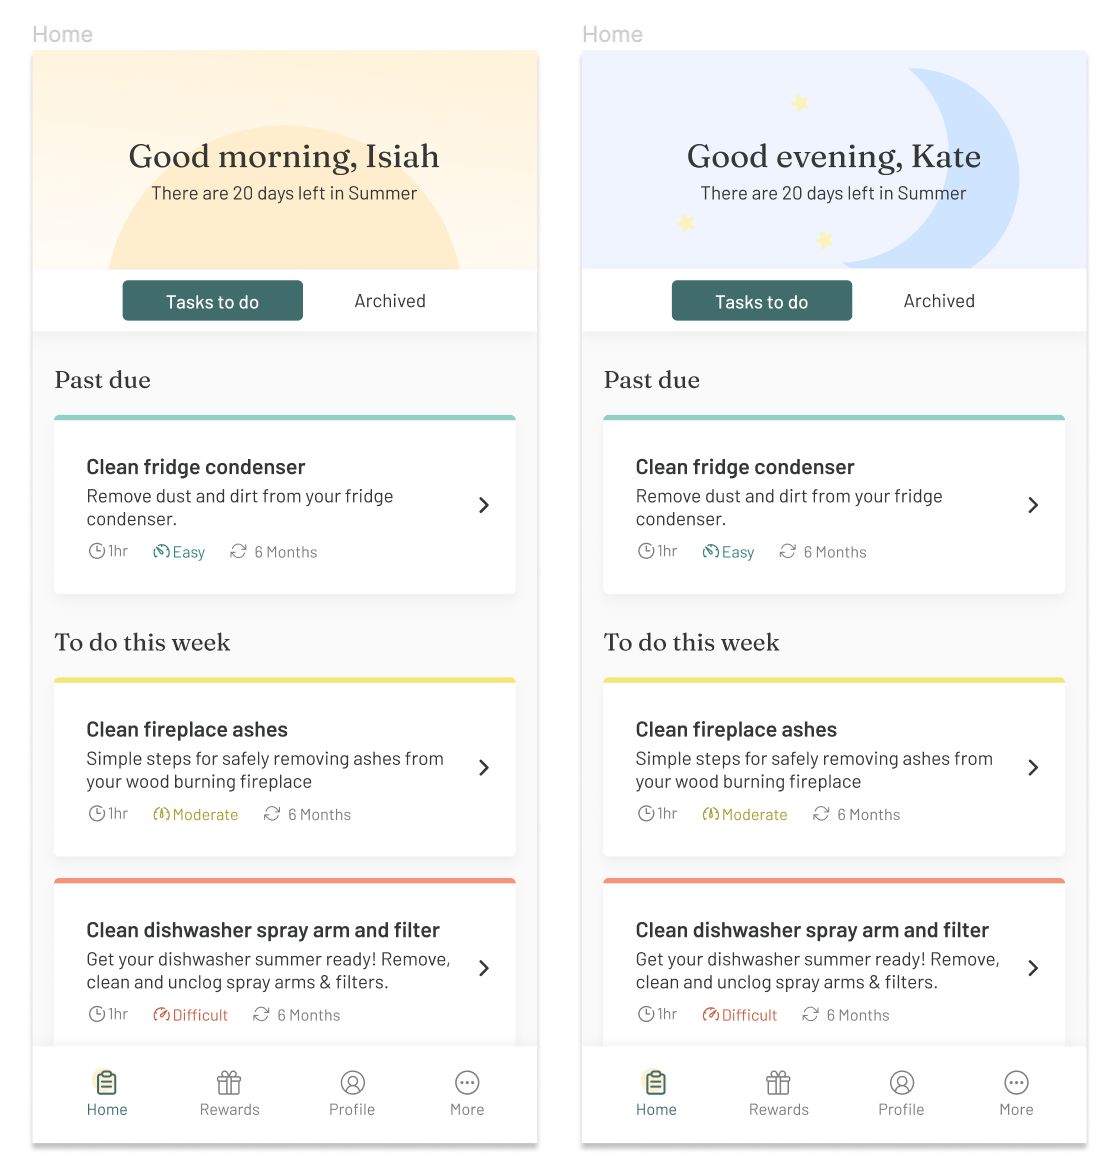 Home
Good morning, Isiah
There are 20 days left in Summer
Tasks to do
Archived
Past due
Clean fridge condenser
Remove dust and dirt from your fridge
condenser.
1hr
Easy
6 Months
To do this week
Clean fireplace ashes
Simple steps for safely removing ashes from
your wood burning fireplace
1hr
Moderate
6 Months
Clean dishwasher spray arm and filter
Get your dishwasher summer ready! Remove,
clean and unclog spray arms & filters.
1hr
Difficult
6 Months
Home
Rewards
Profile
More
Home
Good evening, Kate
There are 20 days left in Summer
Tasks to do
Archived
Past due
Clean fridge condenser
Remove dust and dirt from your fridge
condenser.
1hr
Easy
6 Months
To do this week
Clean fireplace ashes
Simple steps for safely removing ashes from
your wood burning fireplace
1hr
Moderate
6 Months
Clean dishwasher spray arm and filter
Get your dishwasher summer ready! Remove,
clean and unclog spray arms & filters.
1hr
Difficult
6 Months
Home
Rewards
Profile
More